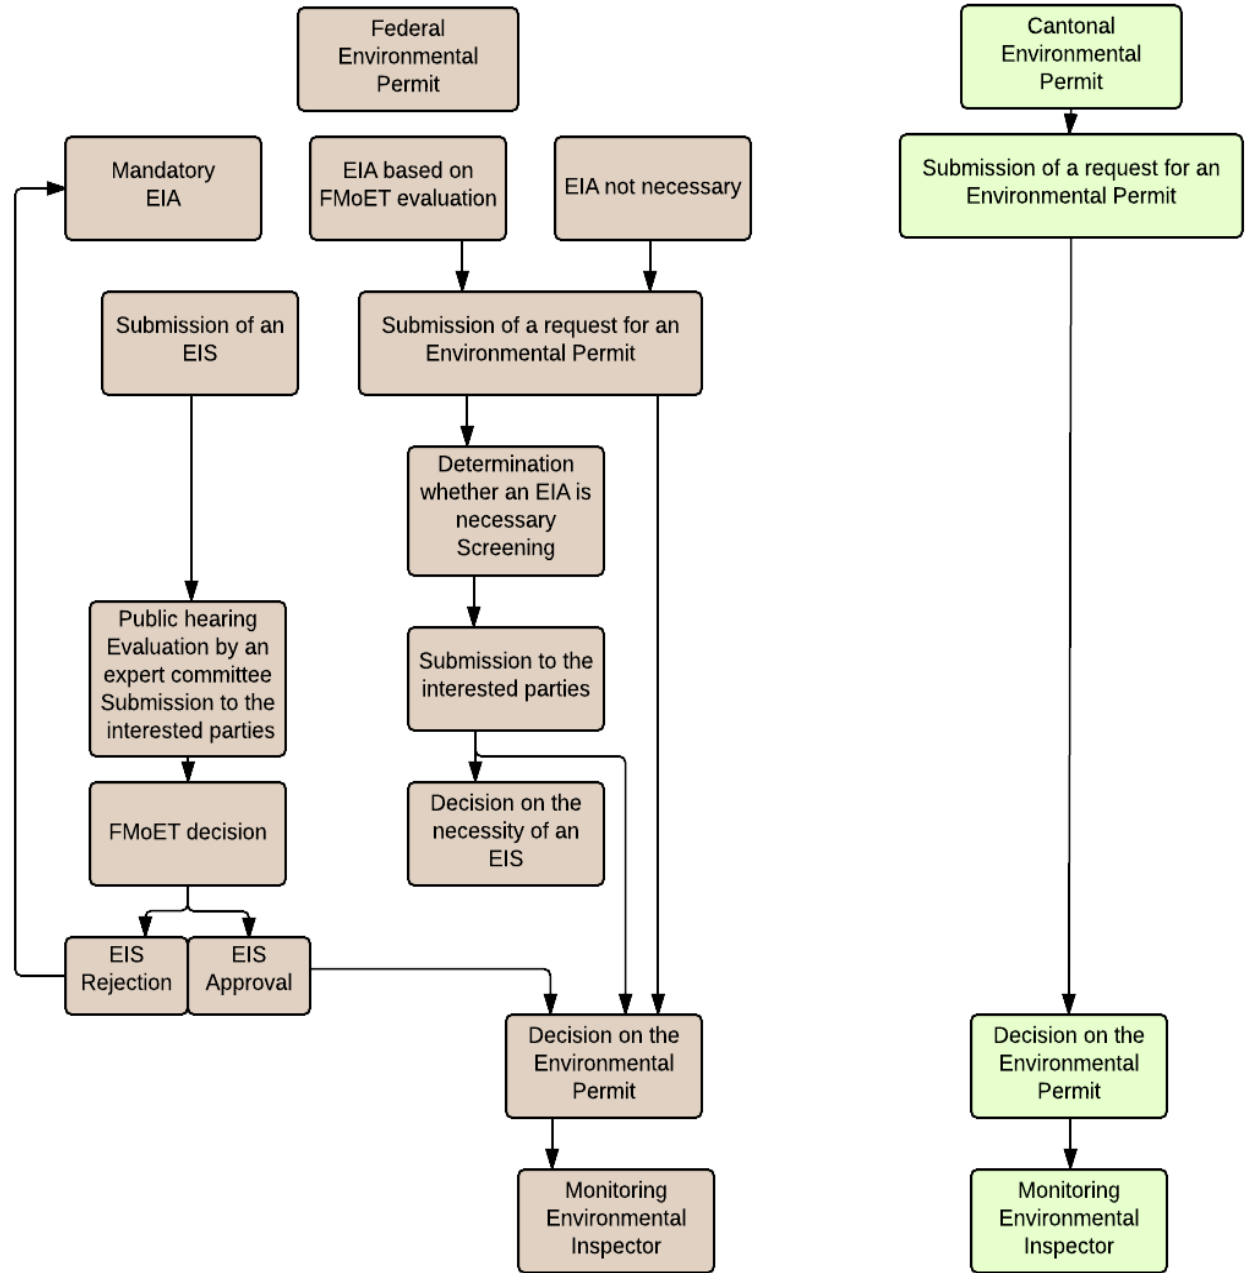 Federal
Environmental
Permit
Cantonal
Environmental
Permit
Mandatory
EIA
EIA based on
FMoET evaluation
EIA not necessary
Submission of a request for an
Environmental Permit
Submission of an
EIS
Submission of a request for an
Environmental Permit
Determination
whether an EIA is
necessary
Screening
Public hearing
Evaluation by an
expert committee
Submission to the
interested parties
Submission to the
interested parties
FMoET decision
Decision on the
necessity of an
EIS
EIS
Rejection
EIS
Approval
Decision on the
Environmental
Permit
Decision on the
Environmental
Permit
Monitoring
Environmental
Inspector
Monitoring
Environmental
Inspector